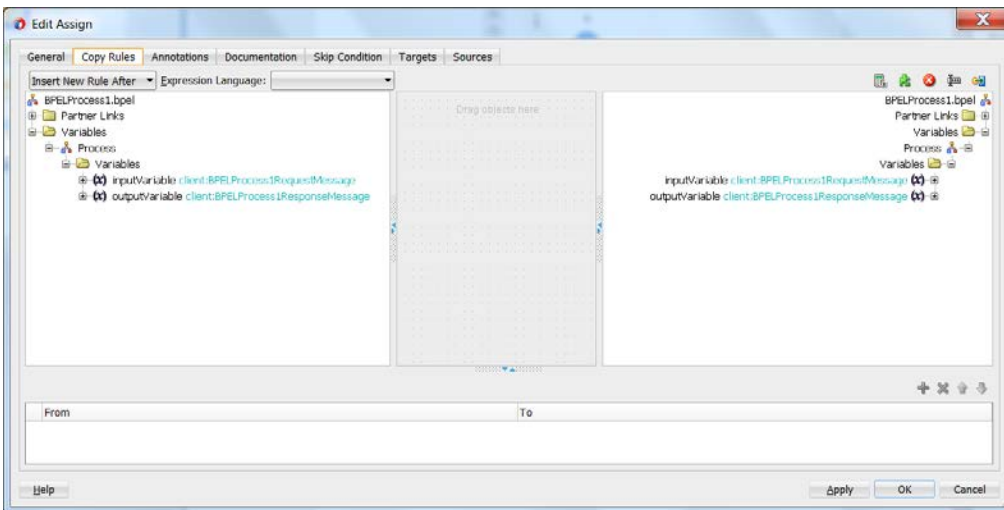 Edit Assign
General Copy Rules Annotations Documentation Skip Condition Targets Sources
Insert New Rule After Expression Language:
BPELProcess1.bpel
Partner Links
Variables
Process
Variables
(x) inputVariable client:BPELProcess1RequestMessage
(x) outputVariable client:BPELProcess1ResponseMessage
Drag objects here
BPELProcess1.bpel
Partner Links
Variables
Process
Variables
inputVariable client:BPELProcess1RequestMessage (x)
outputVariable client:BPELProcess1ResponseMessage (x)
From To
Help Apply OK Cancel